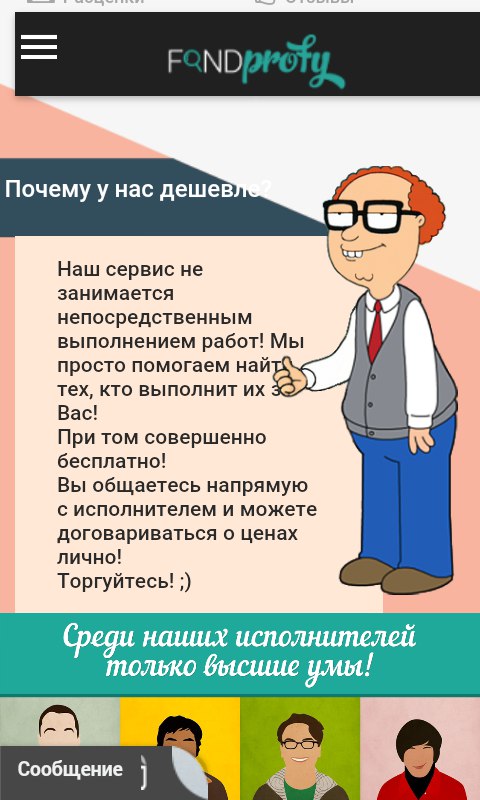 Расценки Отзывы
FONDprofy
Почему у нас дешевле?
Наш сервис не
занимается
непосредственным
выполнением работ! Мы
просто помогаем найт
тех, кто выполнит их з
Вас!
При том совершенно
бесплатно!
Вы общаетесь напрямую
с исполнителем и можете
договариваться о ценах
лично!
Торгуйтесь! ;)
Среди наших исполнителей
только высшие умы!
Сообщение